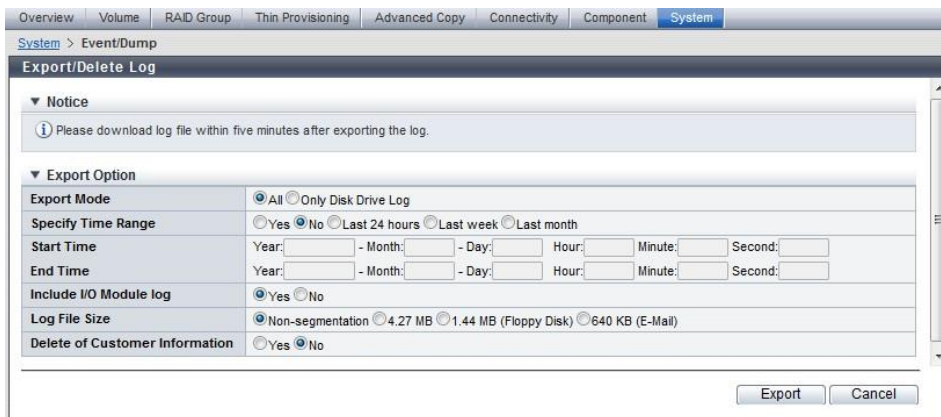 Overview Volume RAID Group Thin Provisioning Advanced Copy Connectivity Component System
System > Event/Dump
Export/Delete Log
Notice
Please download log file within five minutes after exporting the log.
Export Option
Export Mode All Only Disk Drive Log
Specify Time Range Yes No Last 24 hours Last week Last month
Start Time Year: - Month: - Day: Hour: Minute: Second:
End Time Year: - Month: - Day: Hour: Minute: Second:
Include I/O Module log Yes No
Log File Size Non-segmentation 4.27 MB 1.44 MB (Floppy Disk) 640 KB (E-Mail)
Delete of Customer Information Yes No
Export Cancel